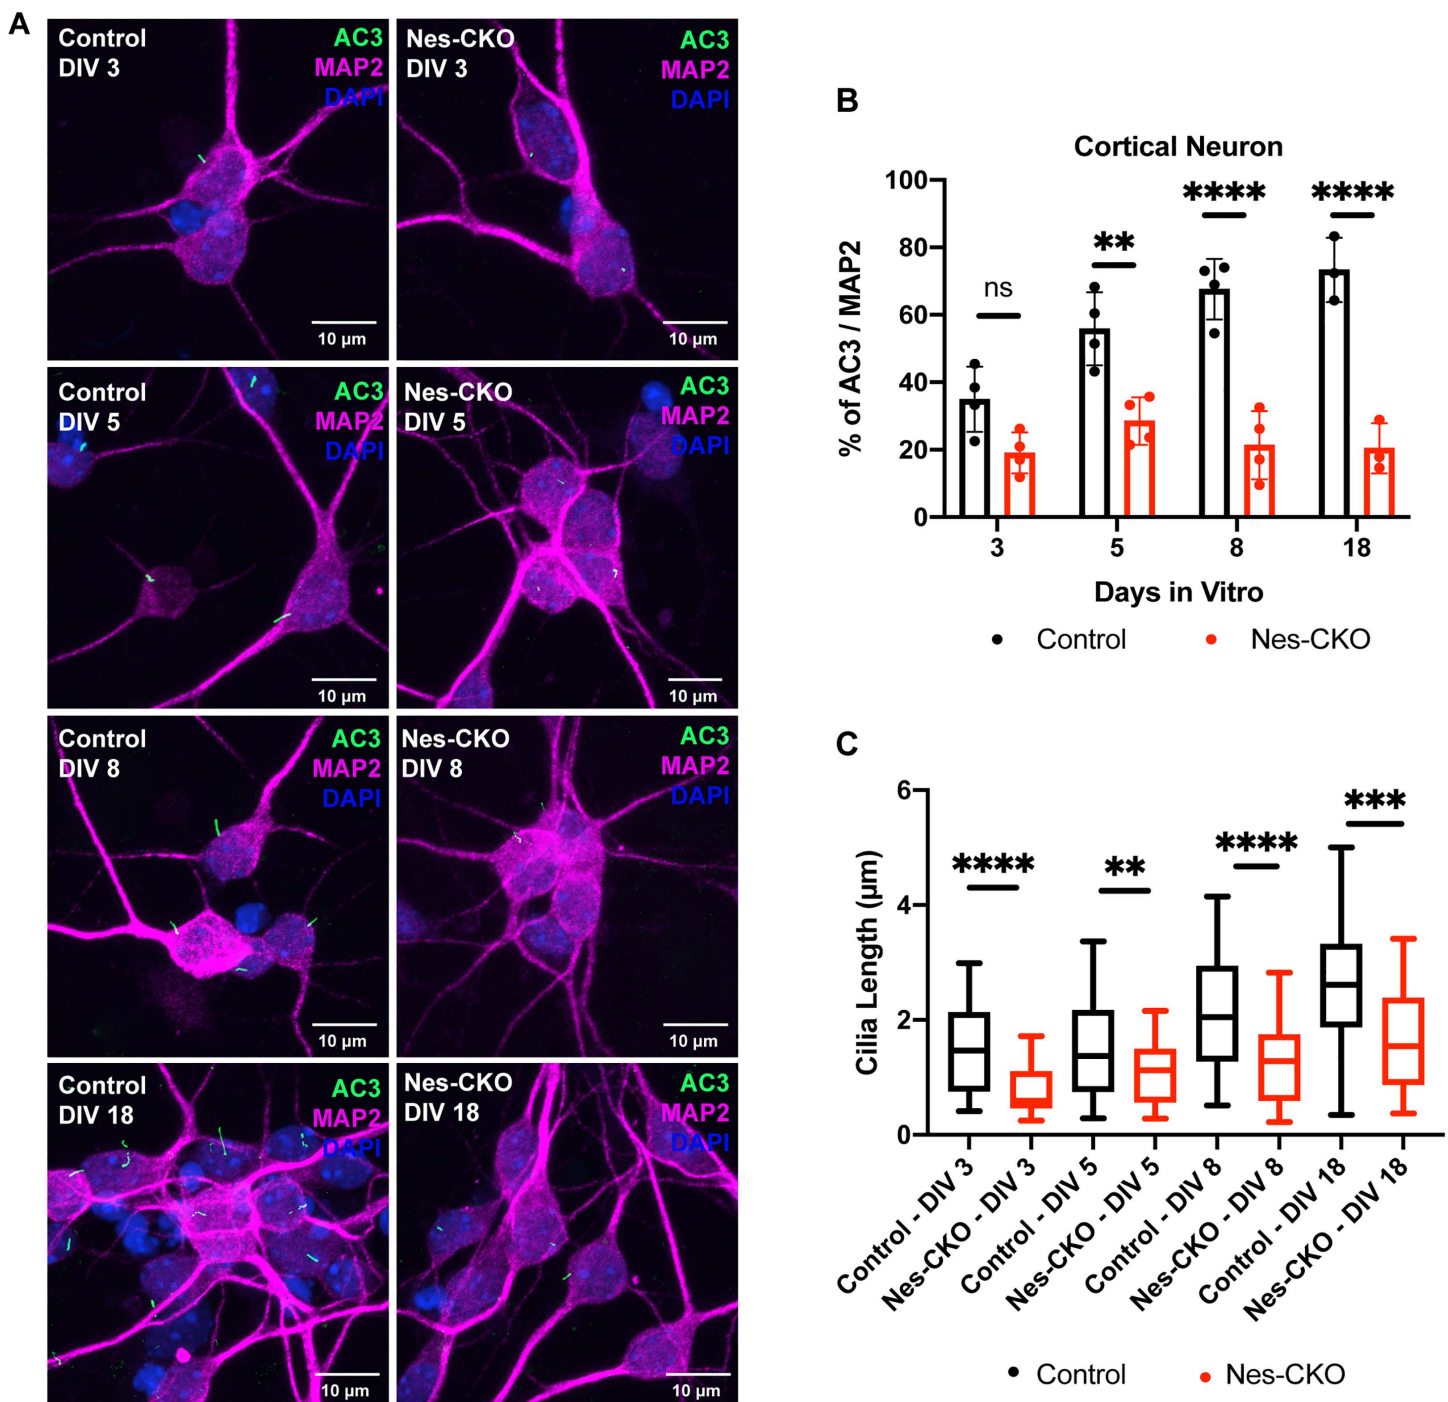 A
Control
DIV 3
AC3
MAP2
DAPI
10 µm
Nes-CKO
DIV 3
AC3
MAP2
DAPI
10 µm
Control
DIV 5
AC3
MAP2
DAPI
10 µm
Nes-CKO
DIV 5
AC3
MAP2
DAPI
10 µm
Control
DIV 8
AC3
MAP2
DAPI
10 µm
Nes-CKO
DIV 8
AC3
MAP2
DAPI
10 µm
Control
DIV 18
AC3
MAP2
DAPI
10 µm
Nes-CKO
DIV 18
AC3
MAP2
DAPI
10 µm
B
Cortical Neuron
% of AC3 / MAP2
100
80
60
40
20
0
ns
**
****
****
3
5
8
18
Days in Vitro
Control
Nes-CKO
C
Cilia Length (µm)
6
4
2
0
****
**
****
***
Control - DIV 3
Nes-CKO - DIV 3
Control - DIV 5
Nes-CKO - DIV 5
Control - DIV 8
Nes-CKO - DIV 8
Control - DIV 18
Nes-CKO - DIV 18
Control
Nes-CKO